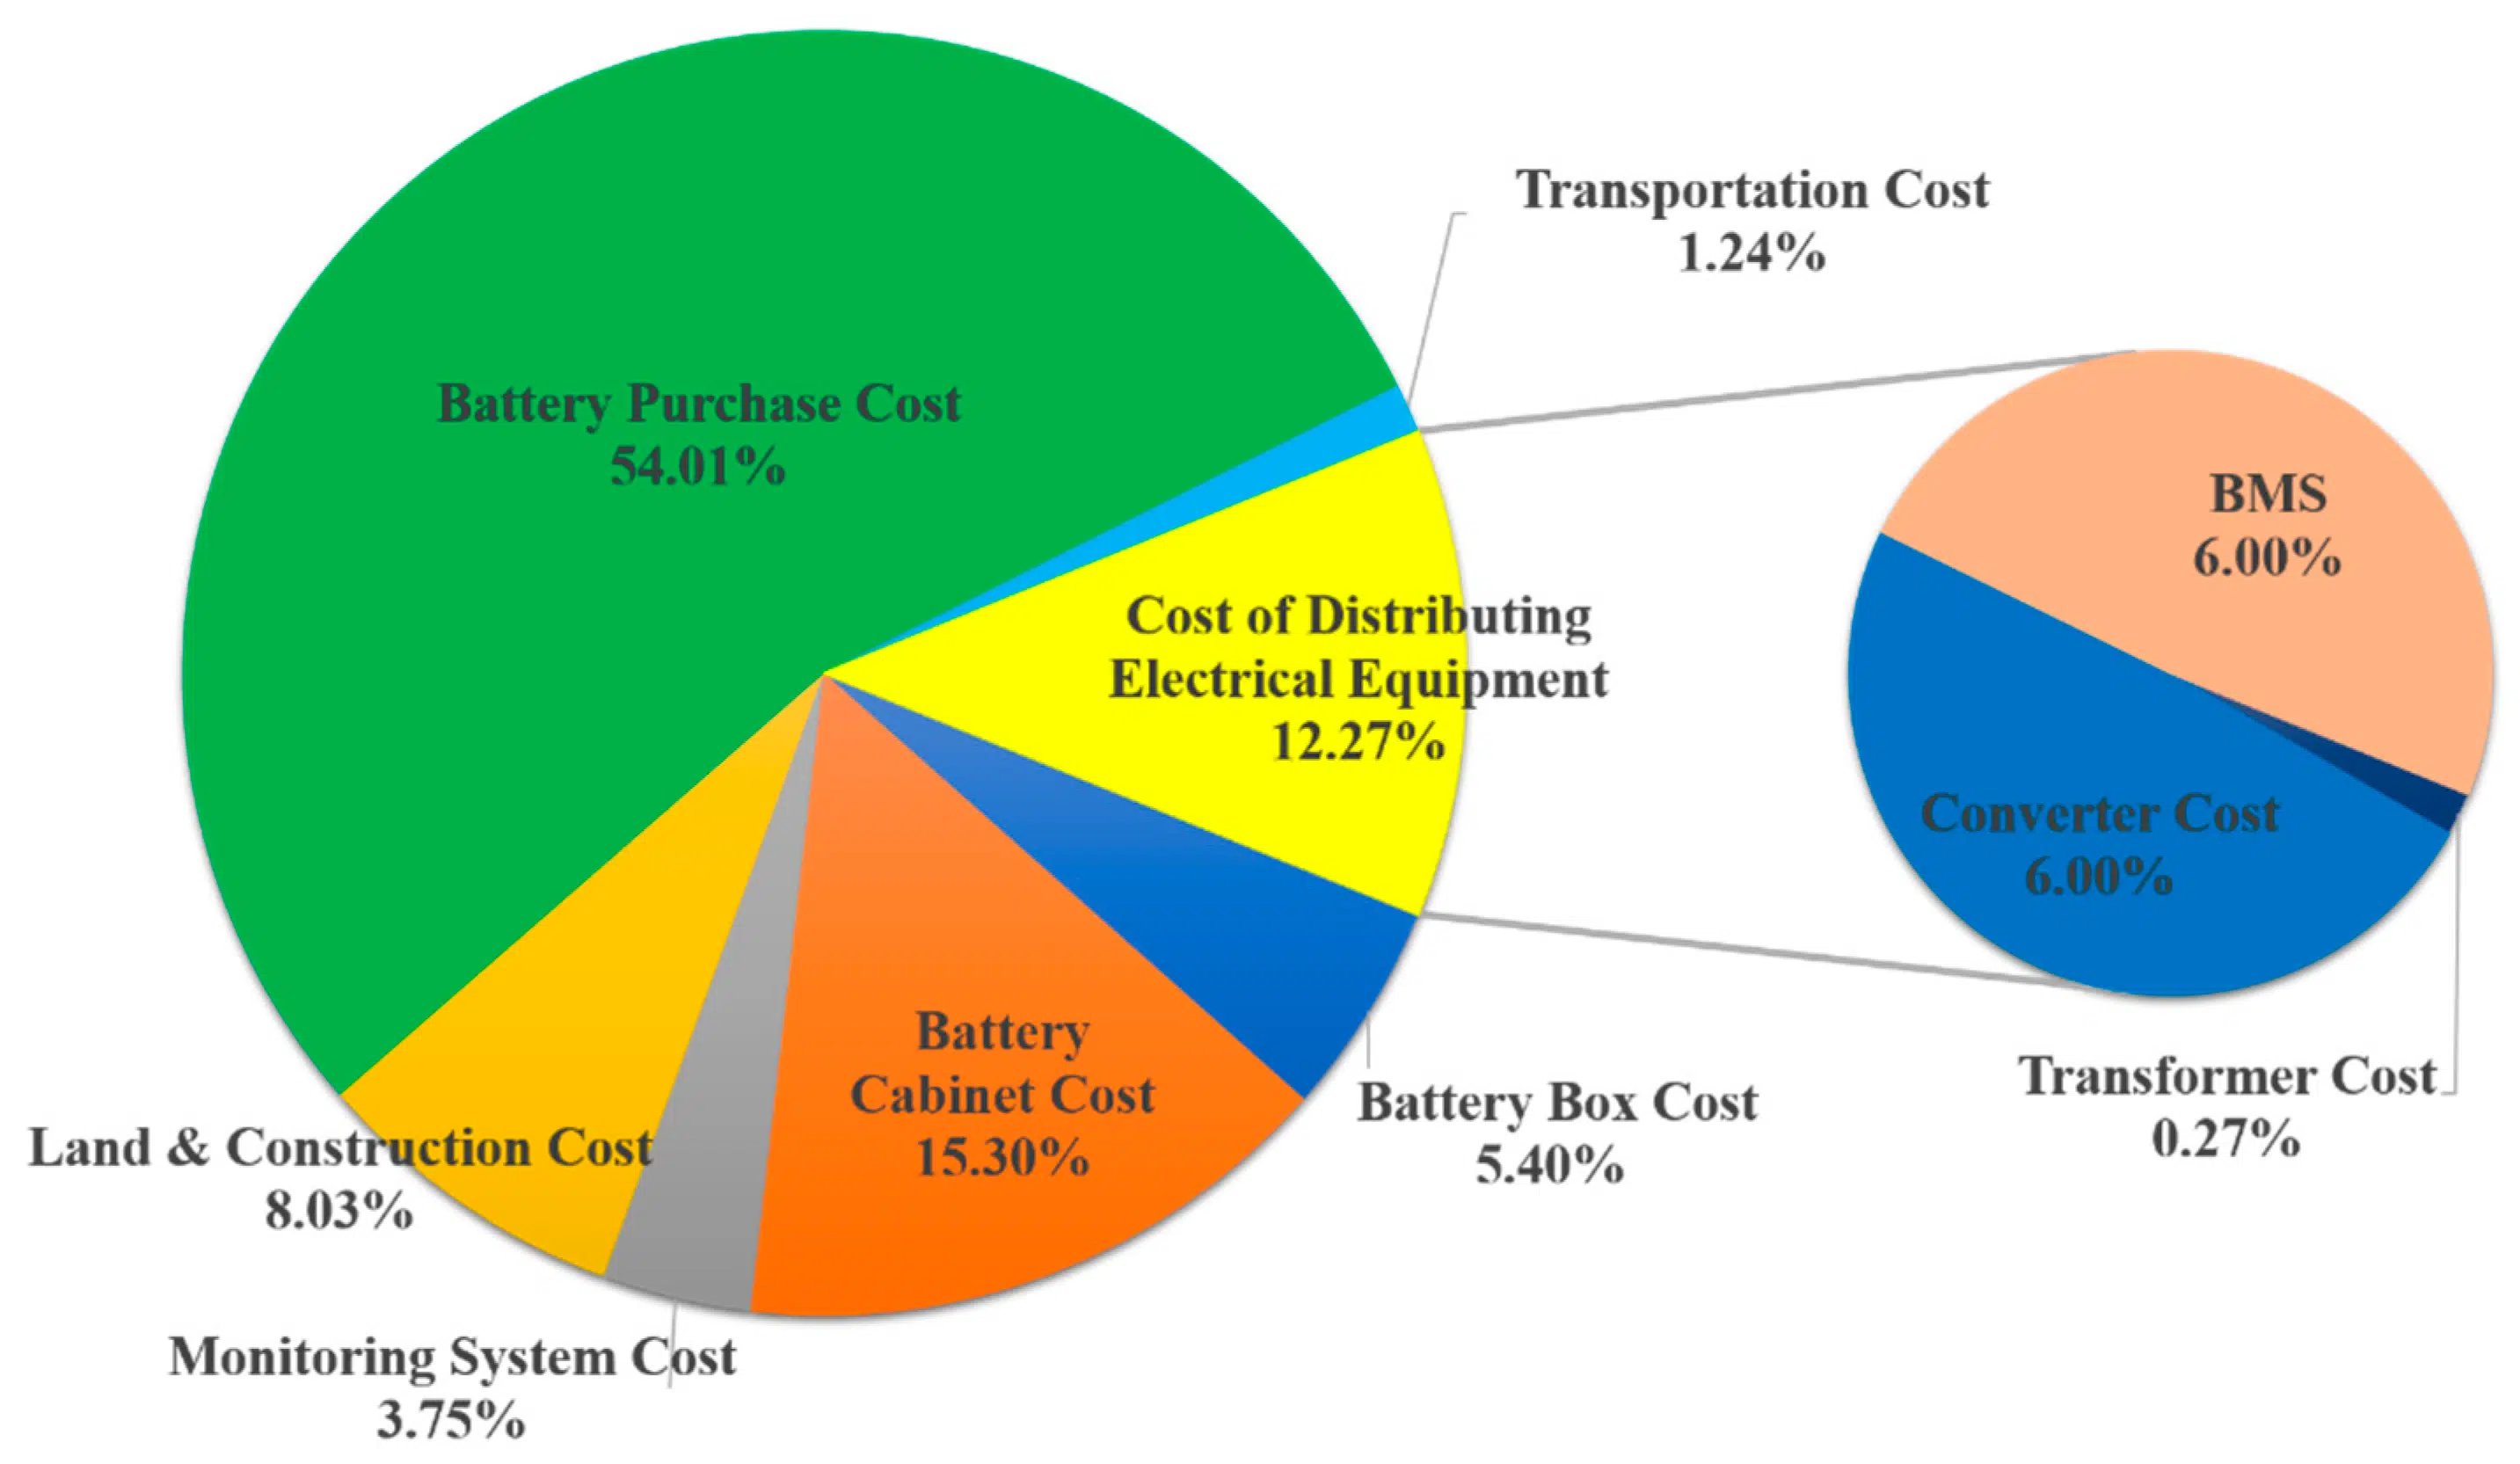 Transportation Cost
1.24%
Battery Purchase Cost
54.01%
BMS
6.00%
Cost of Distributing
Electrical Equipment
12.27%
Converter Cost
6.00%
Battery
Cabinet Cost
15.30%
Battery Box Cost
5.40%
Transformer Cost
0.27%
Land & Construction Cost
8.03%
Monitoring System Cost
3.75%